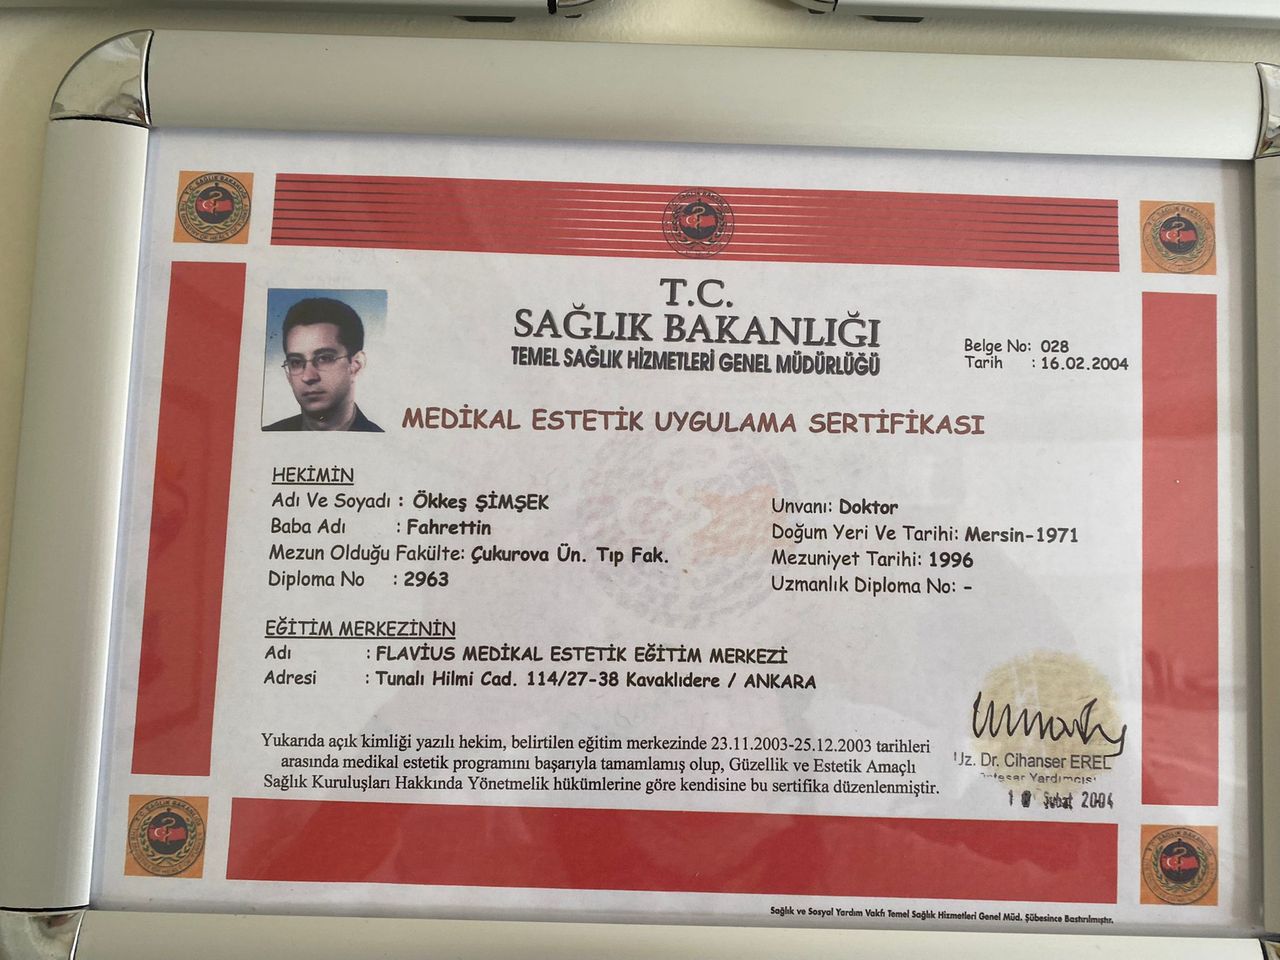 T.C.
SAĞLIK BAKANLIĞI
TEMEL SAĞLIK HİZMETLERİ GENEL MÜDÜRLÜĞÜ
Belge No: 028
Tarih : 16.02.2004
MEDİKAL ESTETİK UYGULAMA SERTİFİKASI
HEKİMİN
Adı Ve Soyadı : Ökkeş ŞİMŞEK
Baba Adı : Fahrettin
Mezun Olduğu Fakülte: Çukurova Ün. Tıp Fak.
Diploma No : 2963
Unvanı: Doktor
Doğum Yeri Ve Tarihi: Mersin-1971
Mezuniyet Tarihi: 1996
Uzmanlık Diploma No: -
EĞİTİM MERKEZİNİN
Adı : FLAVİUS MEDİKAL ESTETİK EĞİTİM MERKEZİ
Adresi : Tunalı Hilmi Cad. 114/27-38 Kavaklıdere / ANKARA
Yukarıda açık kimliği yazılı hekim, belirtilen eğitim merkezinde 23.11.2003-25.12.2003 tarihleri
arasında medikal estetik programını başarıyla tamamlamış olup, Güzellik ve Estetik Amaçlı
Sağlık Kuruluşları Hakkında Yönetmelik hükümlerine göre kendisine bu sertifika düzenlenmiştir.
Uz. Dr. Cihanser EREL
Şubat 2004
Sağlık ve Sosyal Yardım Vakfı Temel Sağlık Hizmetleri Genel Müd. Şübesince Bastırılmıştır.